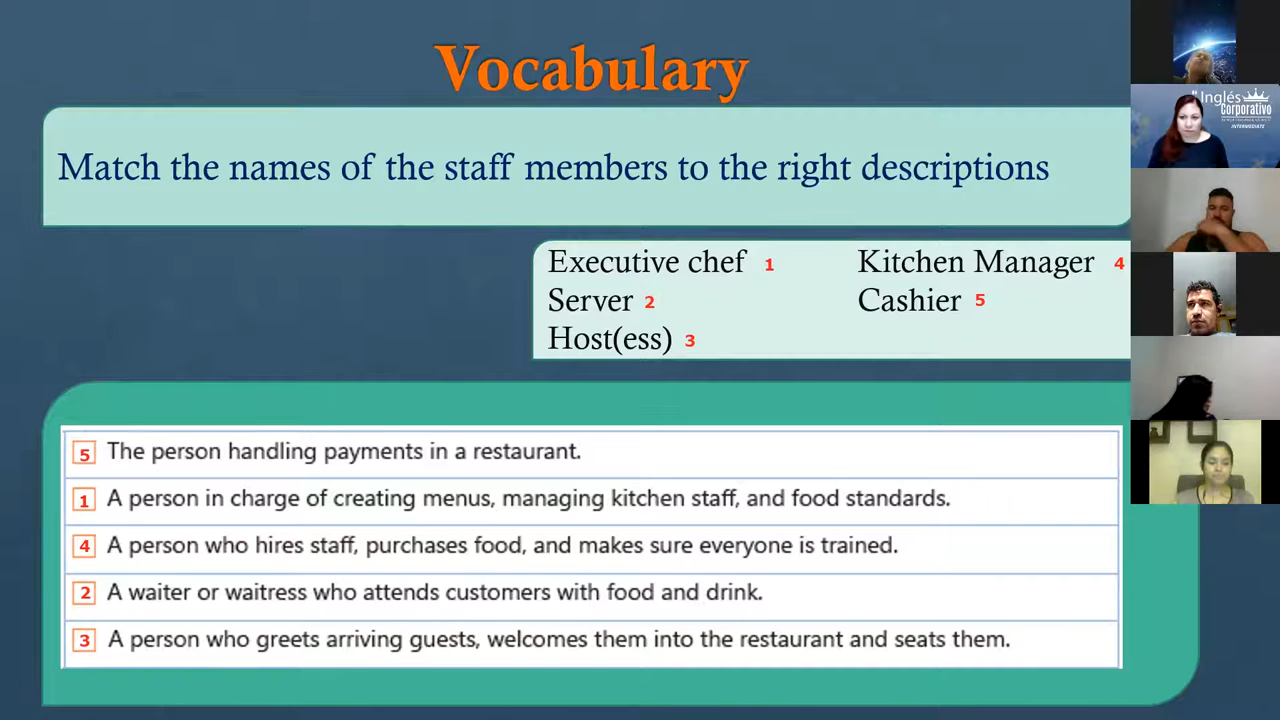 Vocabulary
Match the names of the staff members to the right descriptions
Executive chef 1 Kitchen Manager 4
Server 2 Cashier 5
Host(ess) 3
5 The person handling payments in a restaurant.
1 A person in charge of creating menus, managing kitchen staff, and food standards.
4 A person who hires staff, purchases food, and makes sure everyone is trained.
2 A waiter or waitress who attends customers with food and drink.
3 A person who greets arriving guests, welcomes them into the restaurant and seats them.
Inglés
Corporativo
INTERMEDIATE